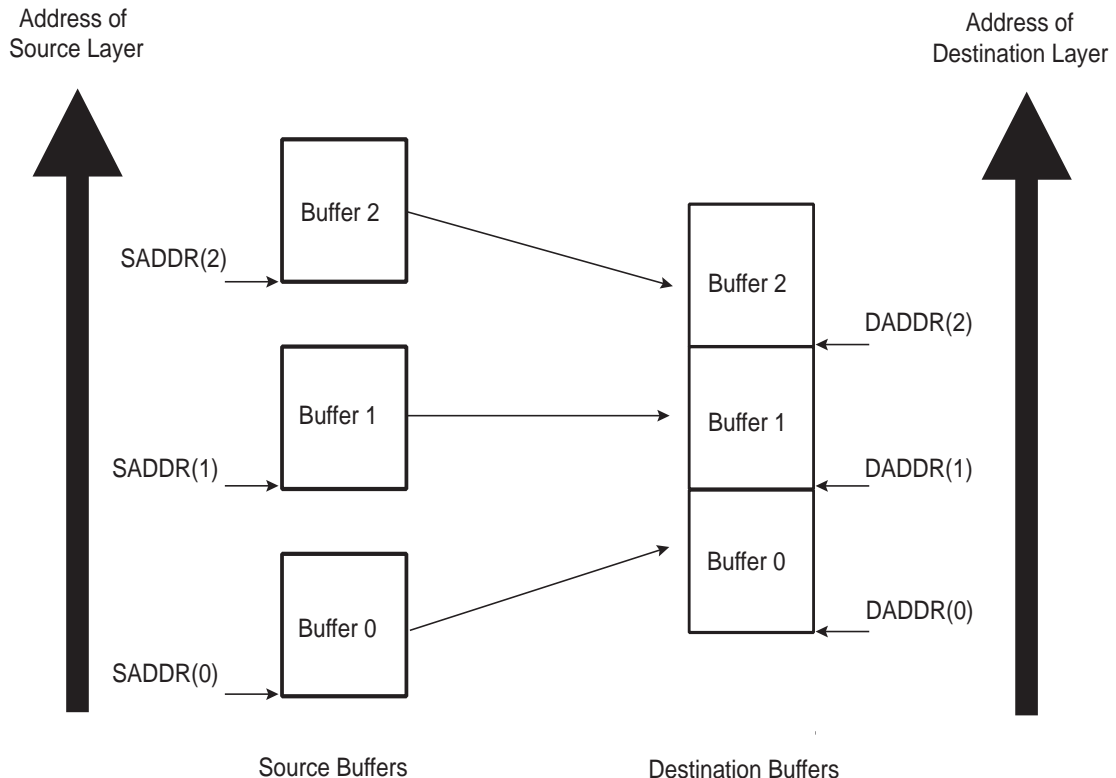 Address of
Source Layer
Address of
Destination Layer
Buffer 2
SADDR(2)
Buffer 2
DADDR(2)
Buffer 1
Buffer 1
SADDR(1)
DADDR(1)
Buffer 0
DADDR(0)
Buffer 0
SADDR(0)
Source Buffers
Destination Buffers